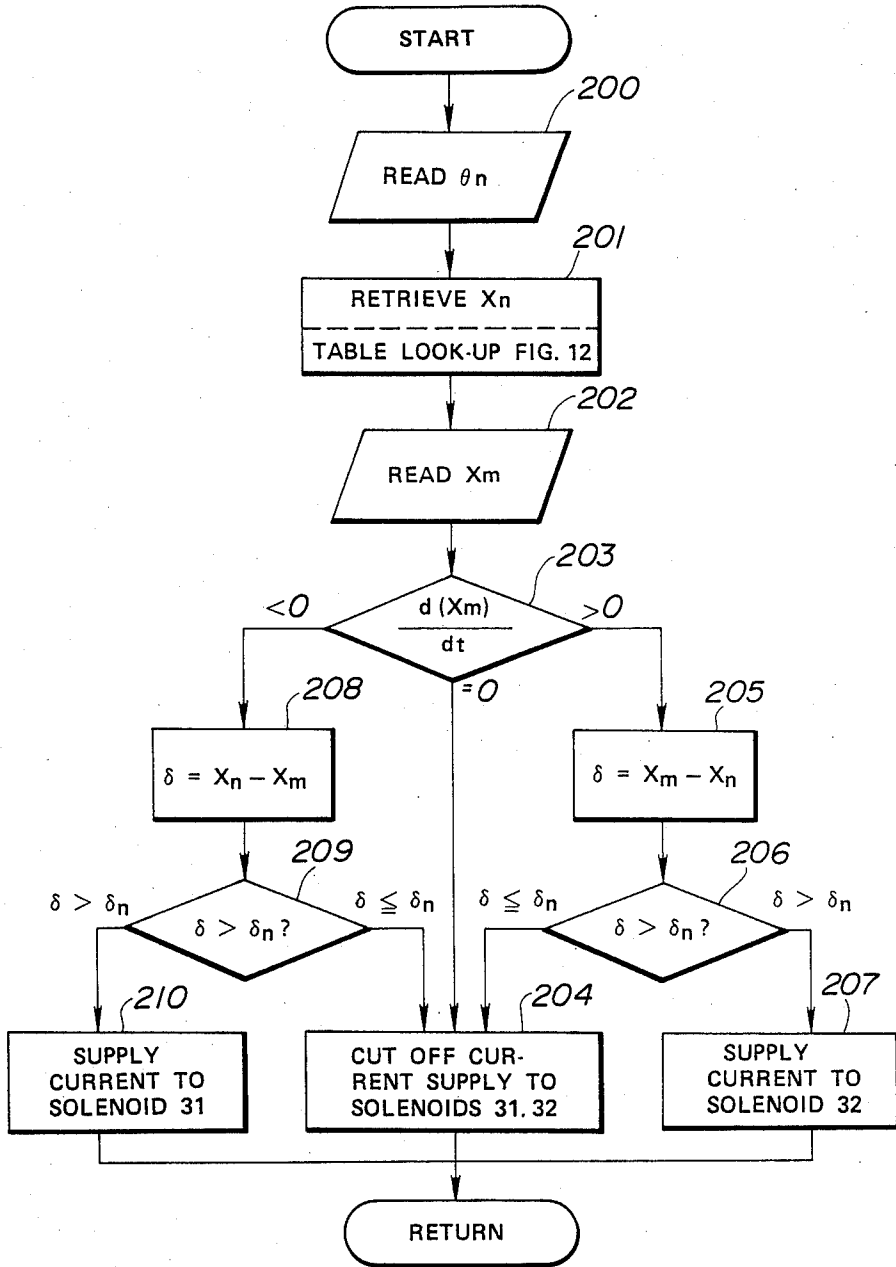 START
200
READ θn
201
RETRIEVE Xn
TABLE LOOK-UP FIG. 12
202
READ Xm
203
<0
d (Xm)
dt
>0
=0
208
205
δ = Xn – Xm
δ = Xm – Xn
209
206
δ > δn
δ > δn ?
δ ≦ δn
δ ≦ δn
δ > δn ?
δ > δn
210
204
207
SUPPLY
CURRENT TO
SOLENOID 31
CUT OFF CUR-
RENT SUPPLY TO
SOLENOIDS 31. 32
SUPPLY
CURRENT TO
SOLENOID 32
RETURN